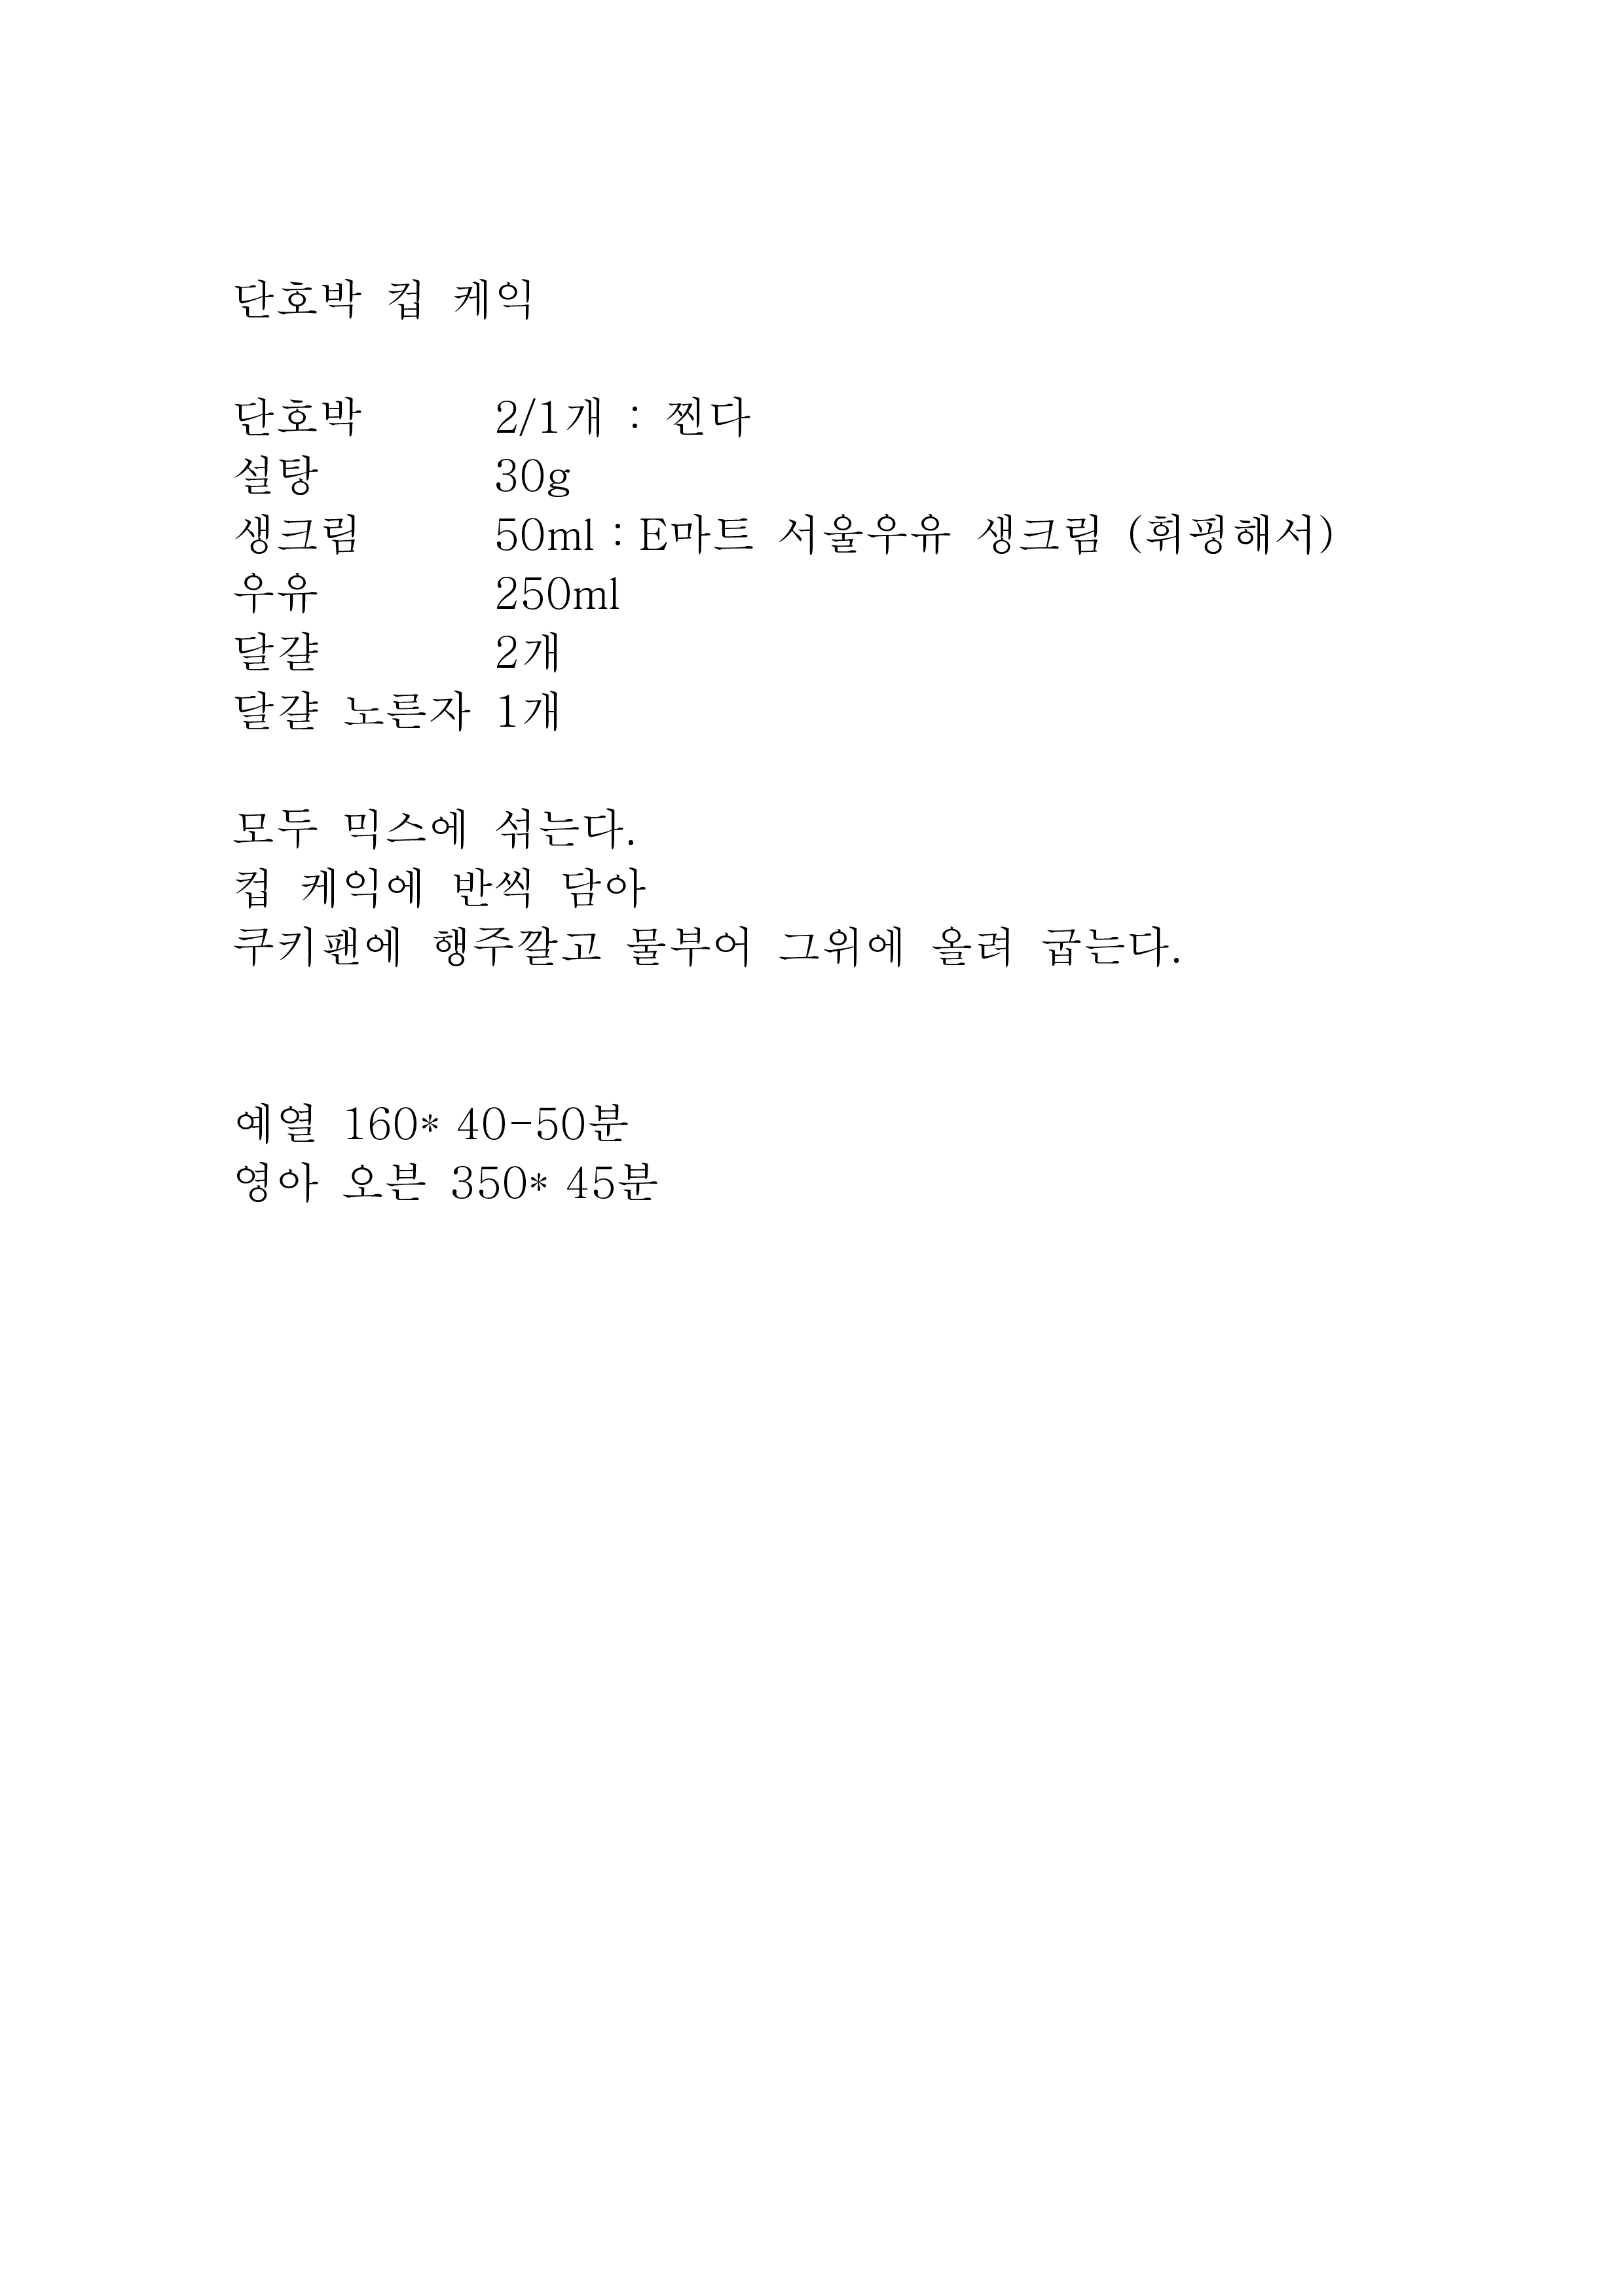 단호박 컵 케익
단호박 2/1개 : 찐다
설탕 30g
생크림 50ml : E마트 서울우유 생크림 (휘핑해서)
우유 250ml
달걀 2개
달걀 노른자 1개
모두 믹스에 섞는다.
컵 케익에 반씩 담아
쿠키팬에 행주깔고 물부어 그위에 올려 굽는다.
예열 160* 40-50분
영아 오븐 350* 45분